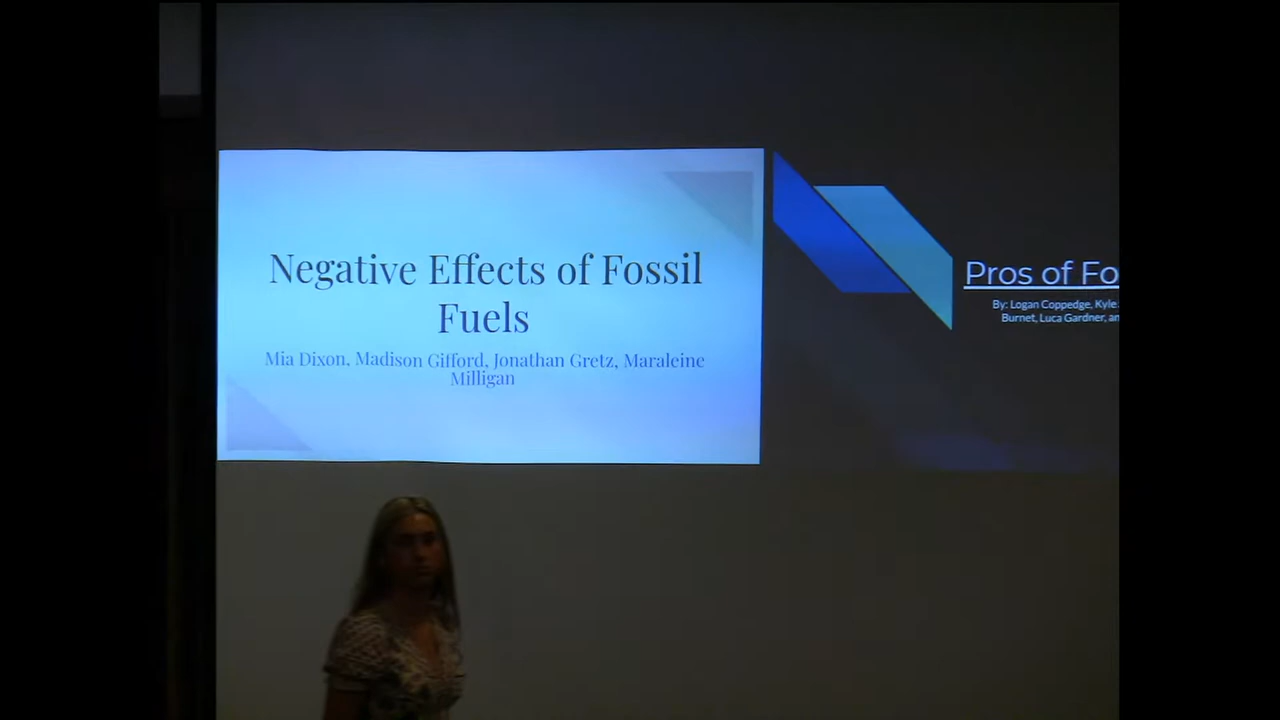 Negative Effects of Fossil
Fuels
Mia Dixon, Madison Gifford, Jonathan Gretz, Maraleine
Milligan
Pros of Fo
By: Logan Coppedge, Kyle
Burnet, Luca Gardner, an